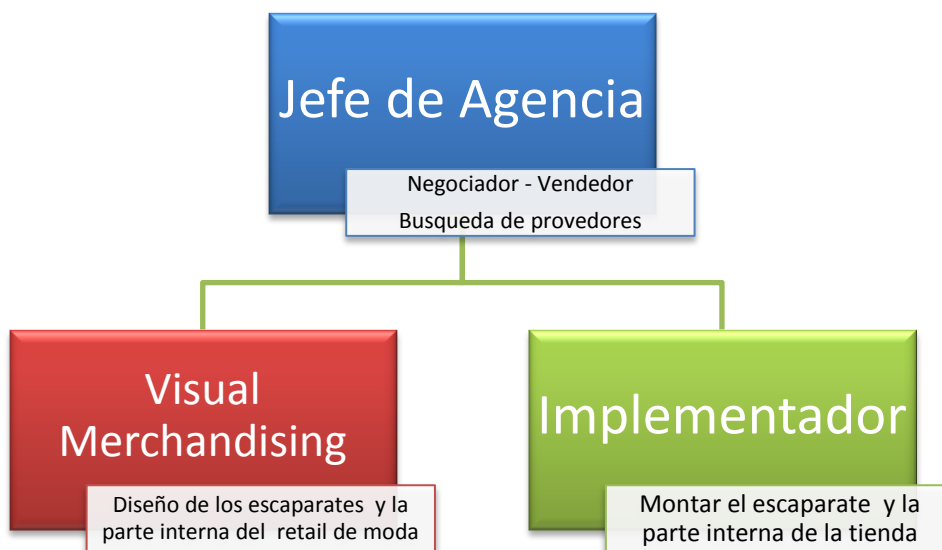 Jefe de Agencia
Negociador - Vendedor
Busqueda de provedores
Visual
Merchandising
Diseño de los escaparates y la
parte interna del retail de moda
Implementador
Montar el escaparate y la
parte interna de la tienda